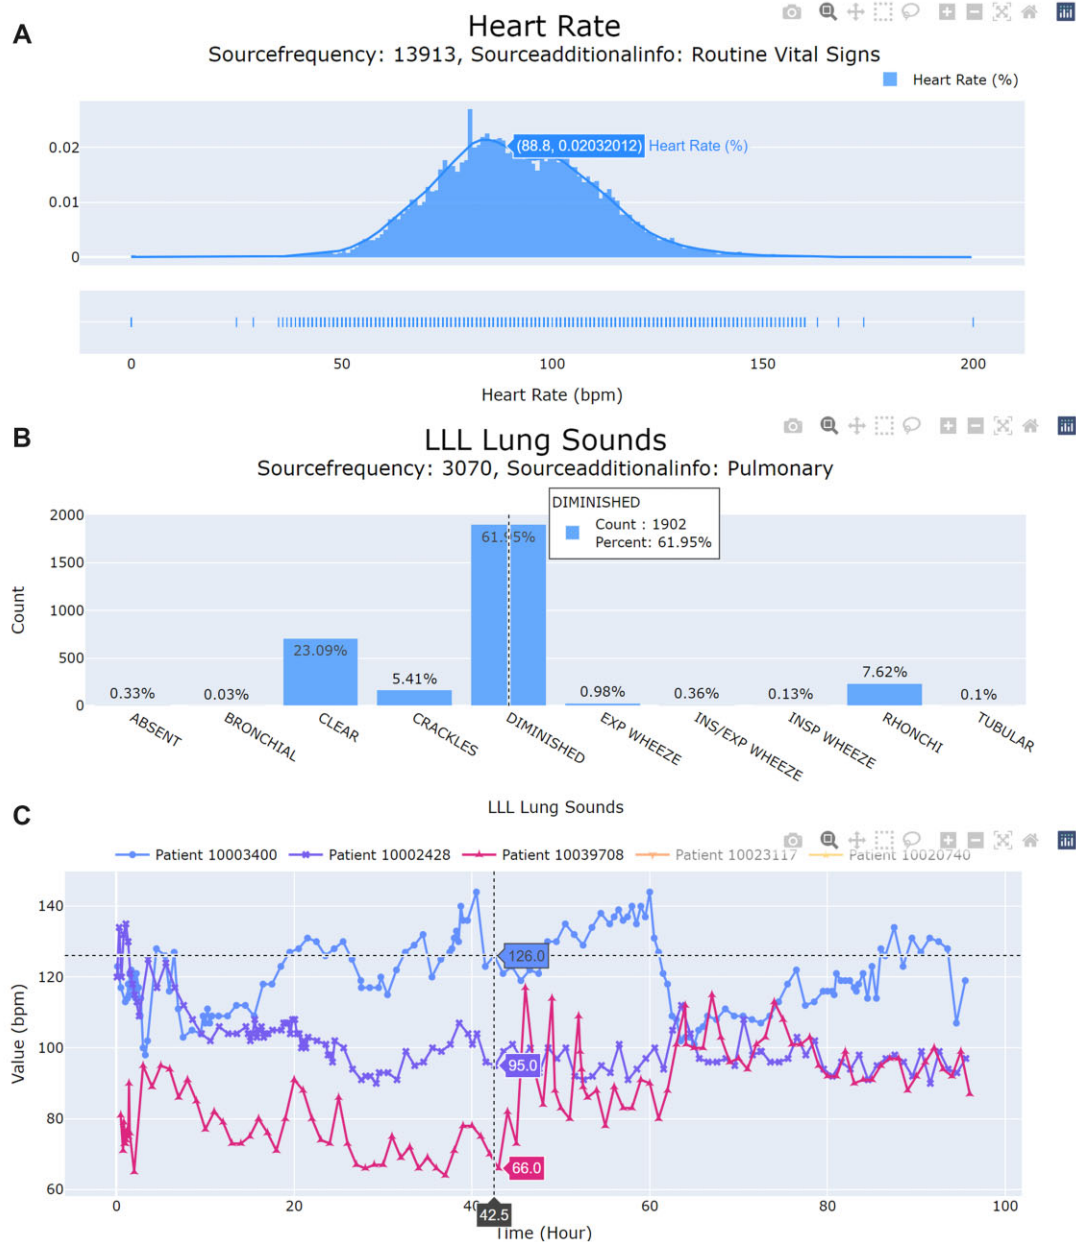 A
Heart Rate
Sourcefrequency: 13913, Sourceadditionalinfo: Routine Vital Signs
Heart Rate (%)
(88.8, 0.02032012) Heart Rate (%)
0.02
0.01
0
0 50 100 150 200
Heart Rate (bpm)
B
LLL Lung Sounds
Sourcefrequency: 3070, Sourceadditionalinfo: Pulmonary
DIMINISHED
Count : 1902
Percent: 61.95%
2000
1500
1000
500
0
Count
0.33% 0.03% 23.09% 5.41% 61.95% 0.98% 0.36% 0.13% 7.62% 0.1%
ABSENT BRONCHIAL CLEAR CRACKLES DIMINISHED EXP WHEEZE INS/EXP WHEEZE INSP WHEEZE RHONCHI TUBULAR
LLL Lung Sounds
C
Patient 10003400 Patient 10002428 Patient 10039708 Patient 10023117 Patient 10020740
140
120
100
80
60
Value (bpm)
126.0
95.0
66.0
0 20 40 60 80 100
42.5
Time (Hour)